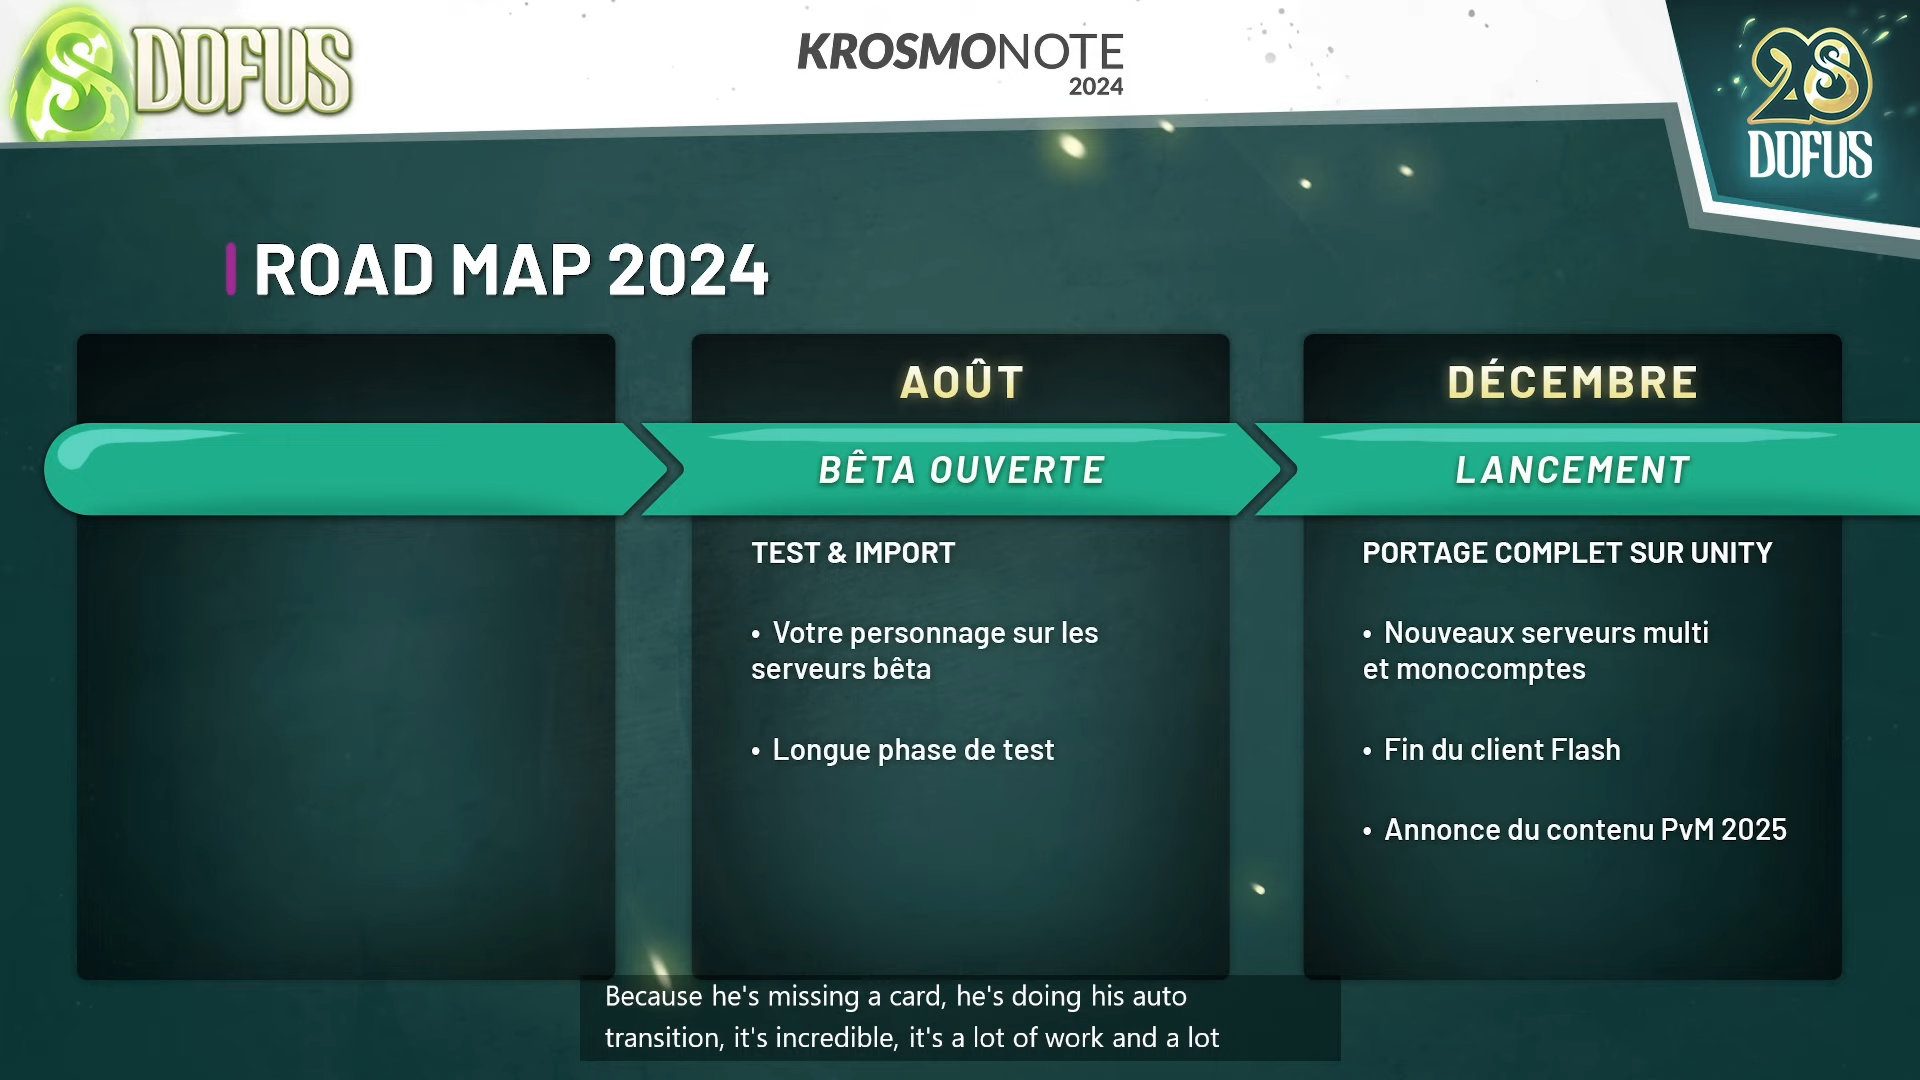 DOFUS
KROSMONOTE
2024
DOFUS
ROAD MAP 2024
AOÛT
BÊTA OUVERTE
TEST & IMPORT
• Votre personnage sur les
serveurs bêta
• Longue phase de test
DÉCEMBRE
LANCEMENT
PORTAGE COMPLET SUR UNITY
• Nouveaux serveurs multi
et monocomptes
• Fin du client Flash
• Annonce du contenu PvM 2025
Because he's missing a card, he's doing his auto
transition, it's incredible, it's a lot of work and a lot